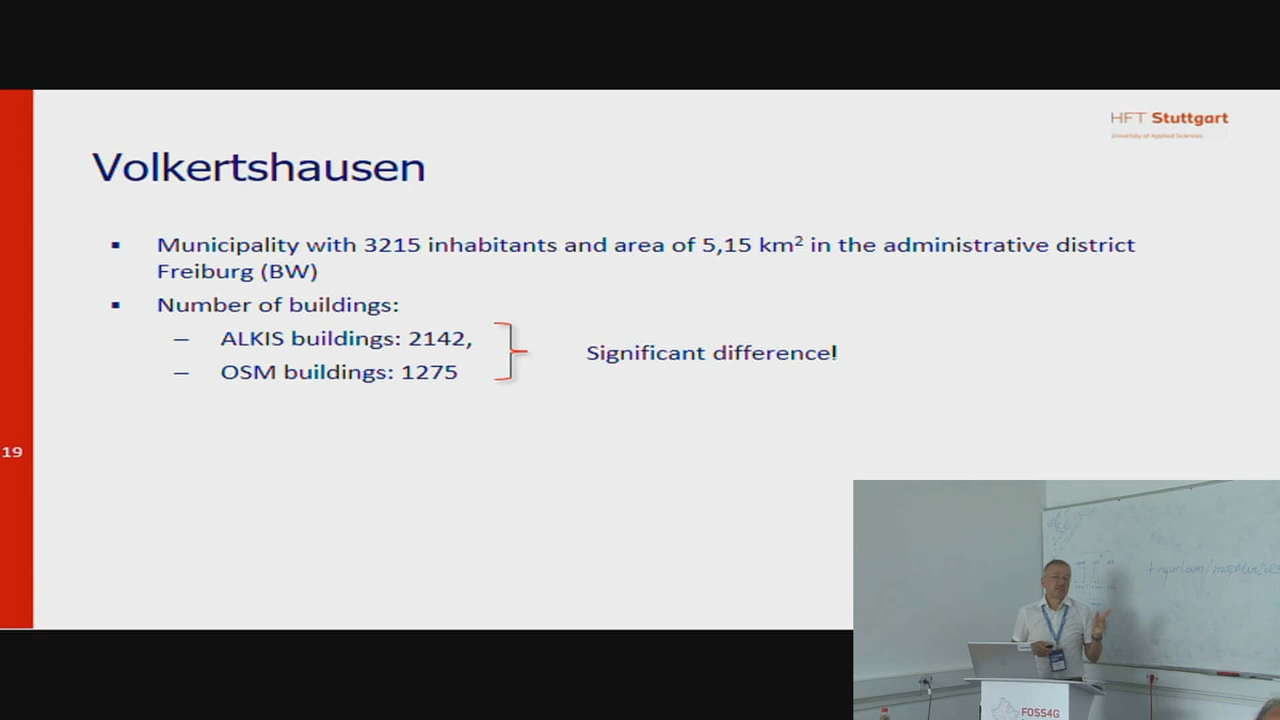 HFT Stuttgart
University of Applied Sciences
Volkertshausen
▪ Municipality with 3215 inhabitants and area of 5,15 km² in the administrative district
Freiburg (BW)
▪ Number of buildings:
– ALKIS buildings: 2142,
– OSM buildings: 1275
Significant difference!
19
FOSS4G